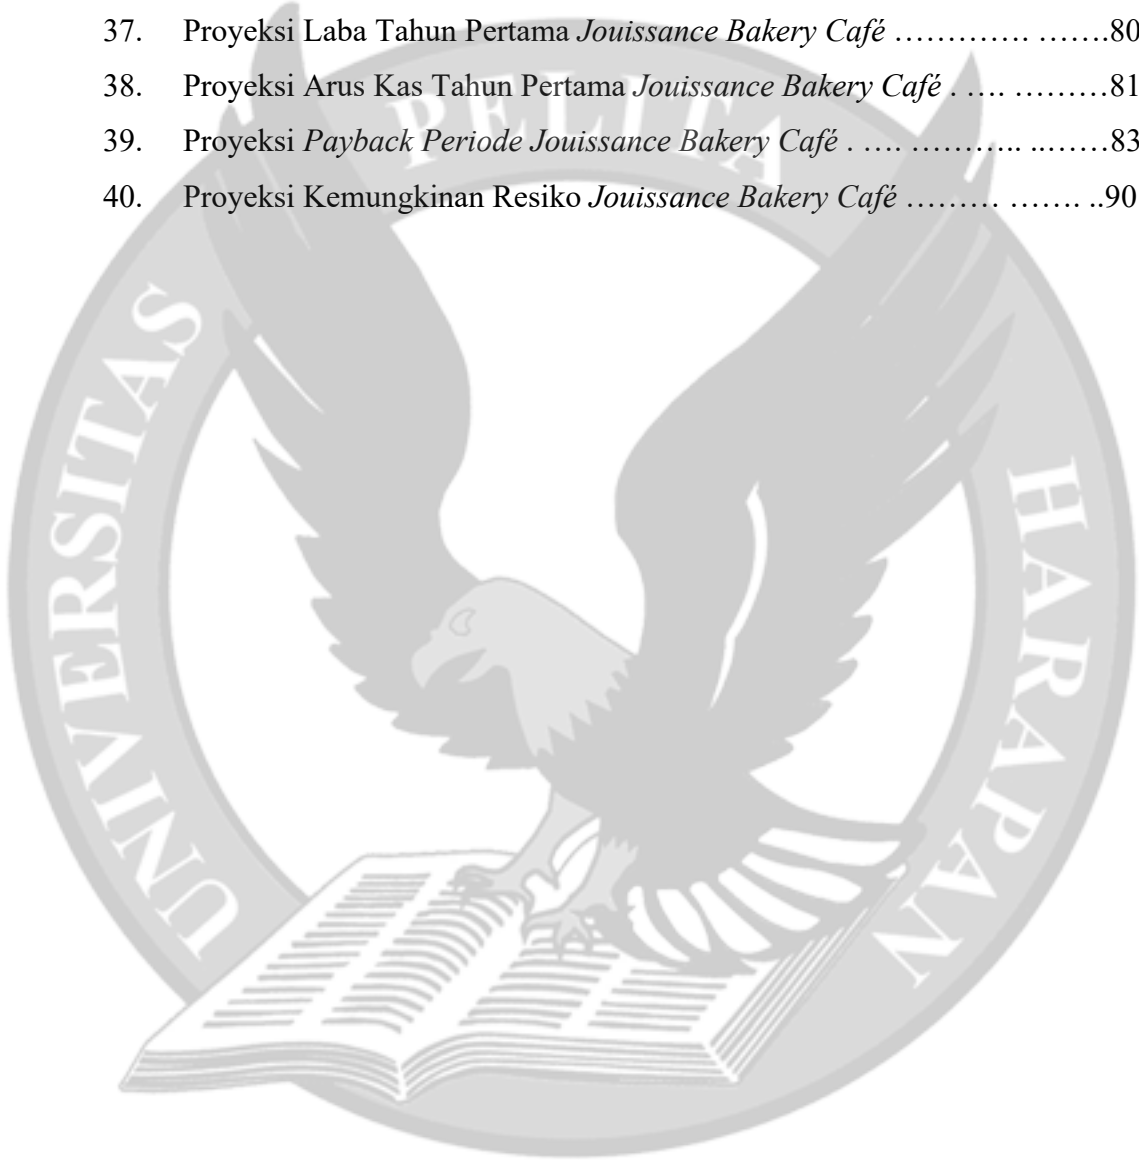 37. Proyeksi Laba Tahun Pertama Jouissance Bakery Café …………. …….80
38. Proyeksi Arus Kas Tahun Pertama Jouissance Bakery Café . …. ………81
39. Proyeksi Payback Periode Jouissance Bakery Café . …. ……….. ..……83
40. Proyeksi Kemungkinan Resiko Jouissance Bakery Café ……… ……. ..90
UNIVERSITAS PELITA HARAPAN